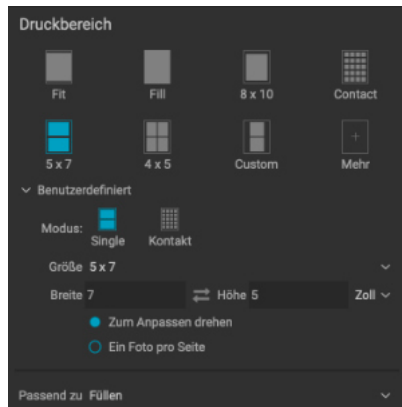 Druckbereich
Fit Fill 8 x 10 Contact
5 x 7 4 x 5 Custom Mehr
Benutzerdefiniert
Modus: Single Kontakt
Größe 5 x 7
Breite 7 Höhe 5 Zoll
Zum Anpassen drehen
Ein Foto pro Seite
Passend zu Füllen